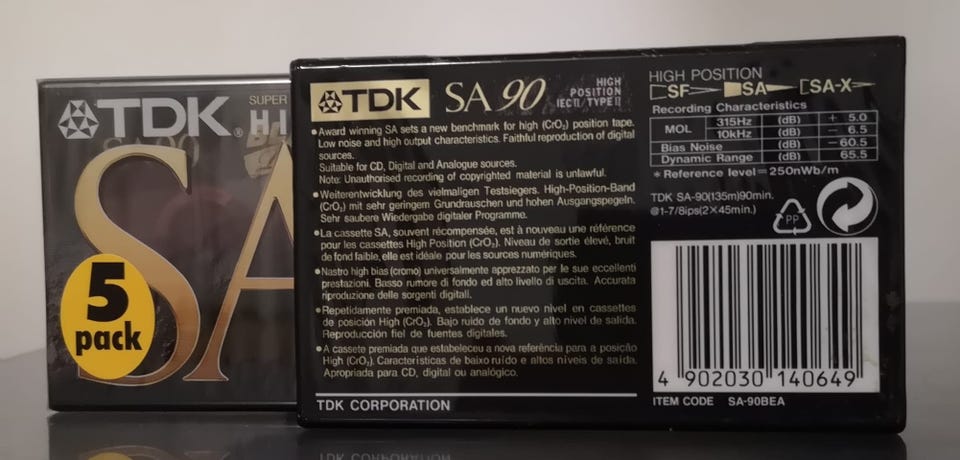 TDK®
SUPER
HI
SA
5
pack
TDK SA 90 HIGH
POSITION
IECII/TYPE II
•Award winning SA sets a new benchmark for high (CrO₂) position tape.
Low noise and high output characteristics. Faithful reproduction of digital
sources.
Suitable for CD, Digital and Analogue sources.
Note: Unauthorised recording of copyrighted material is unlawful.
•Weiterentwicklung des vielmaligen Testsiegers. High-Position-Band
(CrO₂) mit sehr geringem Grundrauschen und hohen Ausgangspegeln.
Sehr saubere Wiedergabe digitaler Programme.
•La cassette SA, souvent récompensée, est à nouveau une référence
pour les cassettes High Position (CrO₂). Niveau de sortie élevé, bruit
de fond faible, elle est idéale pour les sources numériques.
•Nastro high bias (cromo) universalmente apprezzato per le sue eccellenti
prestazioni. Basso rumore di fondo ed alto livello di uscita. Accurata
riproduzione delle sorgenti digitali.
•Repetidamente premiada, establece un nuevo nivel en cassettes
de posición High (CrO₂). Bajo ruido de fondo y alto nivel de salida.
Reproducción fiel de fuentes digitales.
•A cassete premiada que estabeleceu a nova referência para a posição
High (CrO₂). Características de baixo ruído e altos níveis de saída.
Apropriada para CD, digital ou analógico.
TDK CORPORATION
HIGH POSITION
SF SA SA-X
Recording Characteristics
MOL 315Hz (dB) + 5.0
10kHz (dB) − 6.5
Bias Noise (dB) −60.5
Dynamic Range (dB) 65.5
* Reference level=250nWb/m
TDK SA-90(135m)90min.
@1-7/8ips(2×45min.)
PP
4 902030 140649
ITEM CODE SA-90BEA